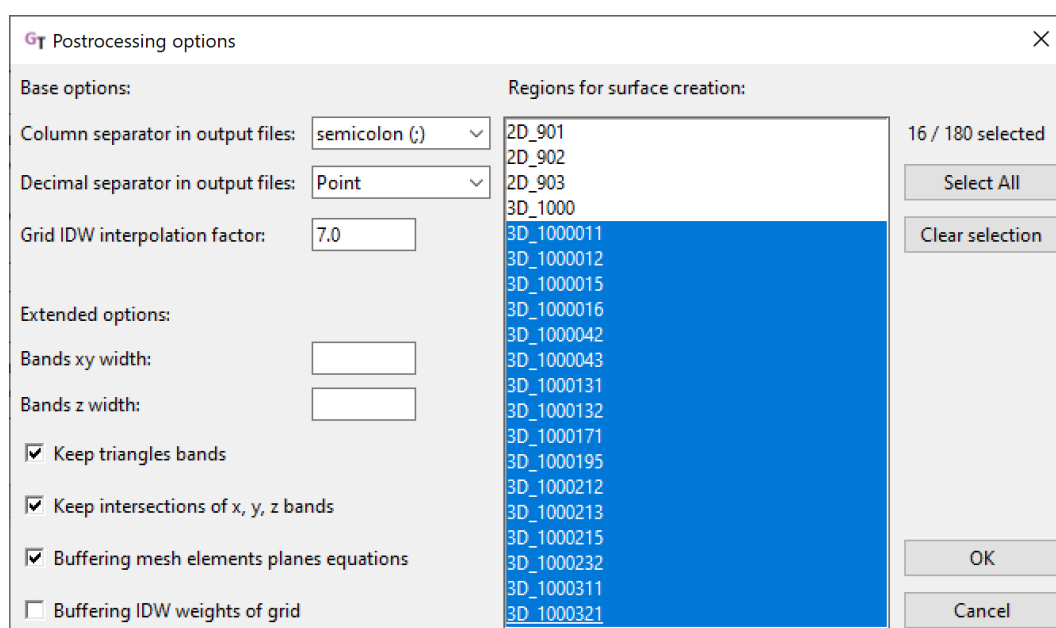 GT Postrocessing options
Base options:
Column separator in output files:
semicolon (;)
Decimal separator in output files:
Point
Grid IDW interpolation factor:
7.0
Extended options:
Bands xy width:
Bands z width:
Keep triangles bands
Keep intersections of x, y, z bands
Buffering mesh elements planes equations
Buffering IDW weights of grid
Regions for surface creation:
2D_901
2D_902
2D_903
3D_1000
3D_1000011
3D_1000012
3D_1000015
3D_1000016
3D_1000042
3D_1000043
3D_1000131
3D_1000132
3D_1000171
3D_1000195
3D_1000212
3D_1000213
3D_1000215
3D_1000232
3D_1000311
3D_1000321
16 / 180 selected
Select All
Clear selection
OK
Cancel